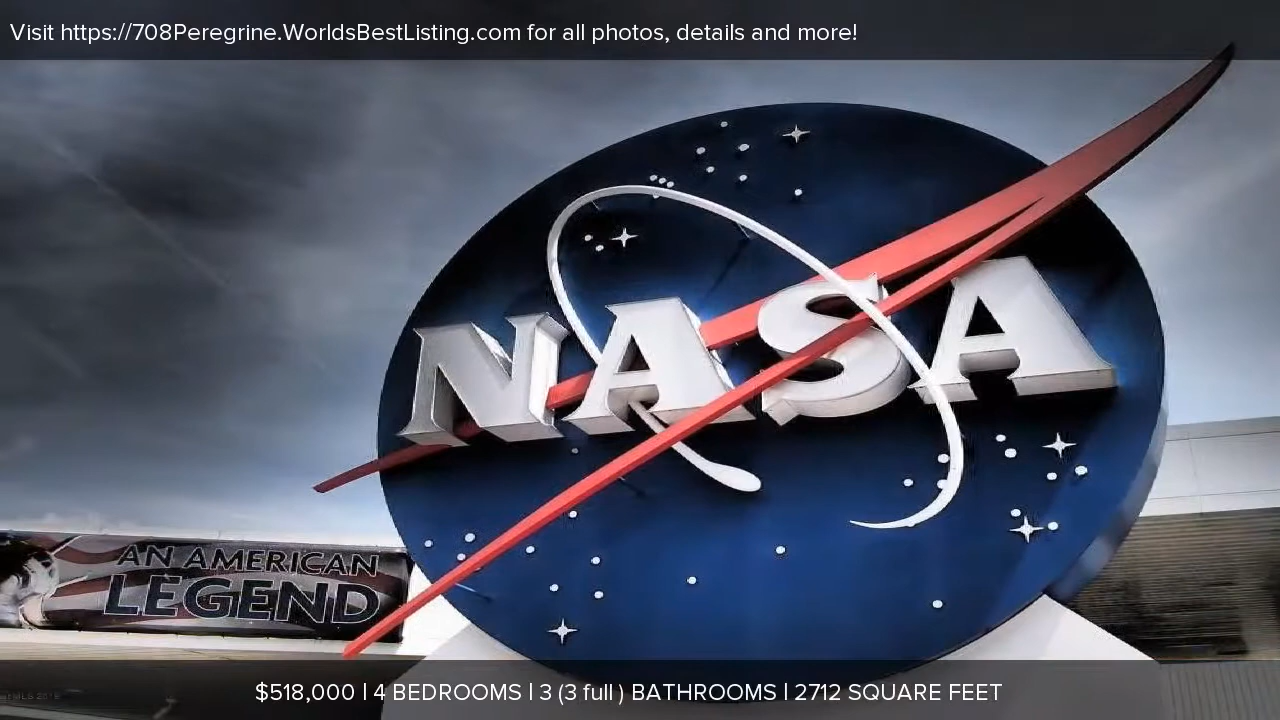 Visit https://708Peregrine.WorldsBestListing.com for all photos, details and more!
NASA
AN AMERICAN
LEGEND
$518,000 | 4 BEDROOMS | 3 (3 full ) BATHROOMS | 2712 SQUARE FEET